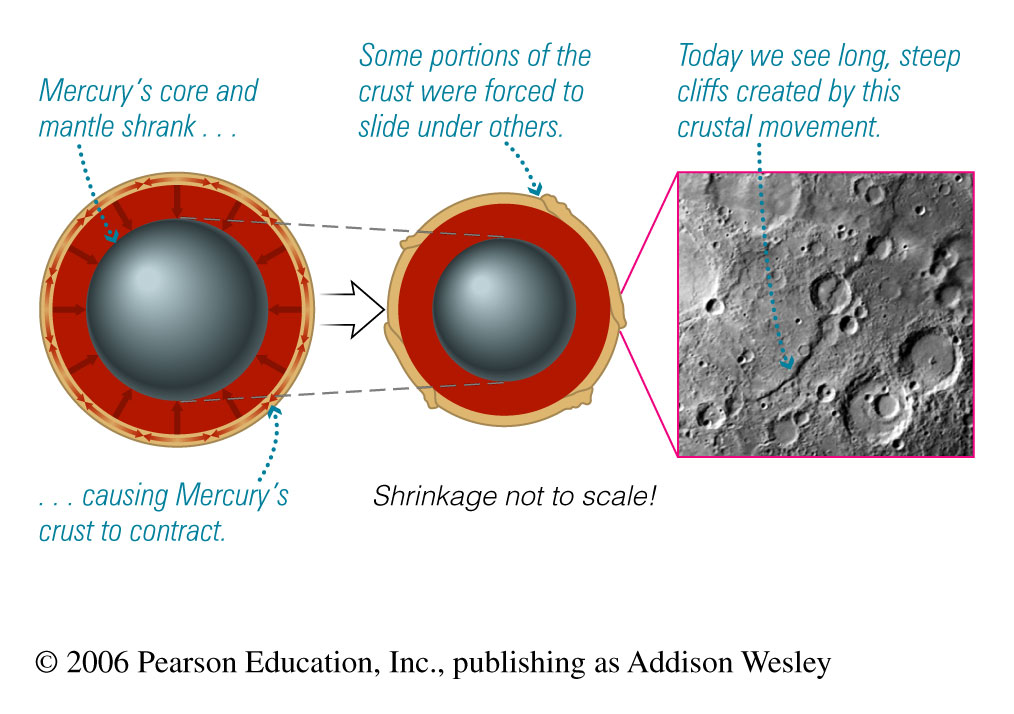 Mercury's core and
mantle shrank . . .
Some portions of the
crust were forced to
slide under others.
Today we see long, steep
cliffs created by this
crustal movement.
. . . causing Mercury's
crust to contract.
Shrinkage not to scale!
© 2006 Pearson Education, Inc., publishing as Addison Wesley